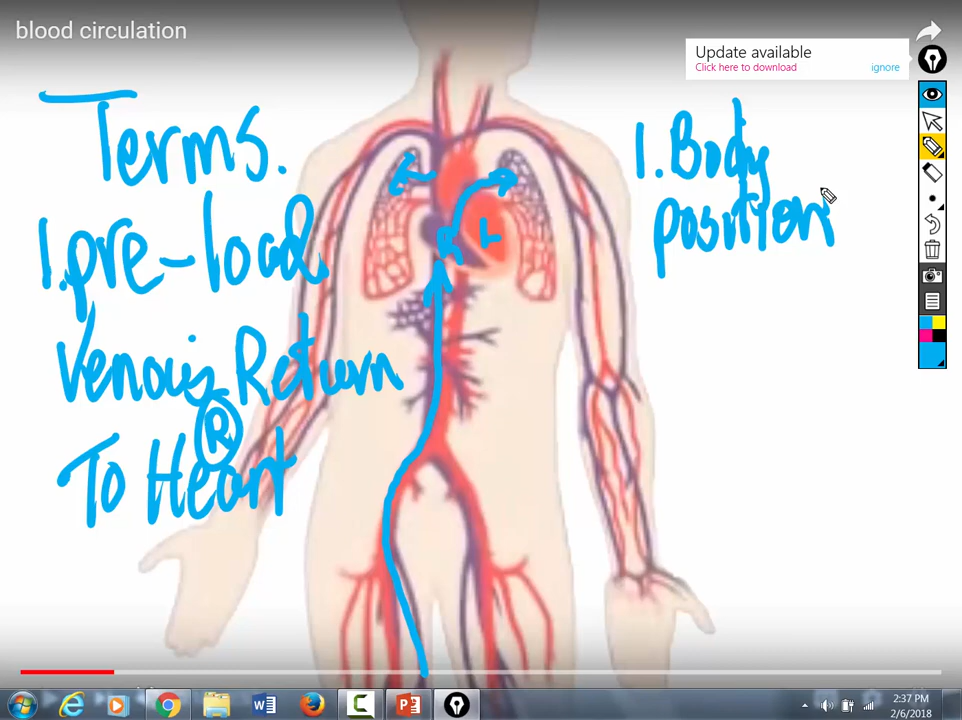 blood circulation
Update available
Click here to download
ignore
Terms.
1.pre-load
Venous Return
R
To Heart
1.Body
position
R
L
2:37 PM
2/6/2018